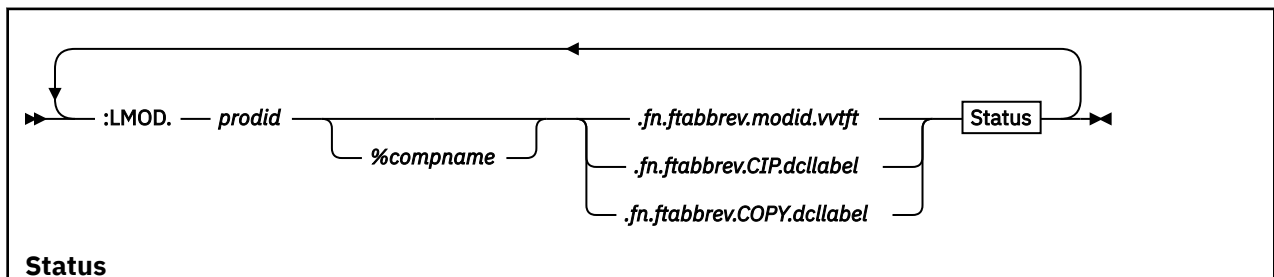 :LMOD. prodid .fn.ftabbrev.modid.vvtft Status
%compname .fn.ftabbrev.CIP.dcllabel
.fn.ftabbrev.COPY.dcllabel
Status